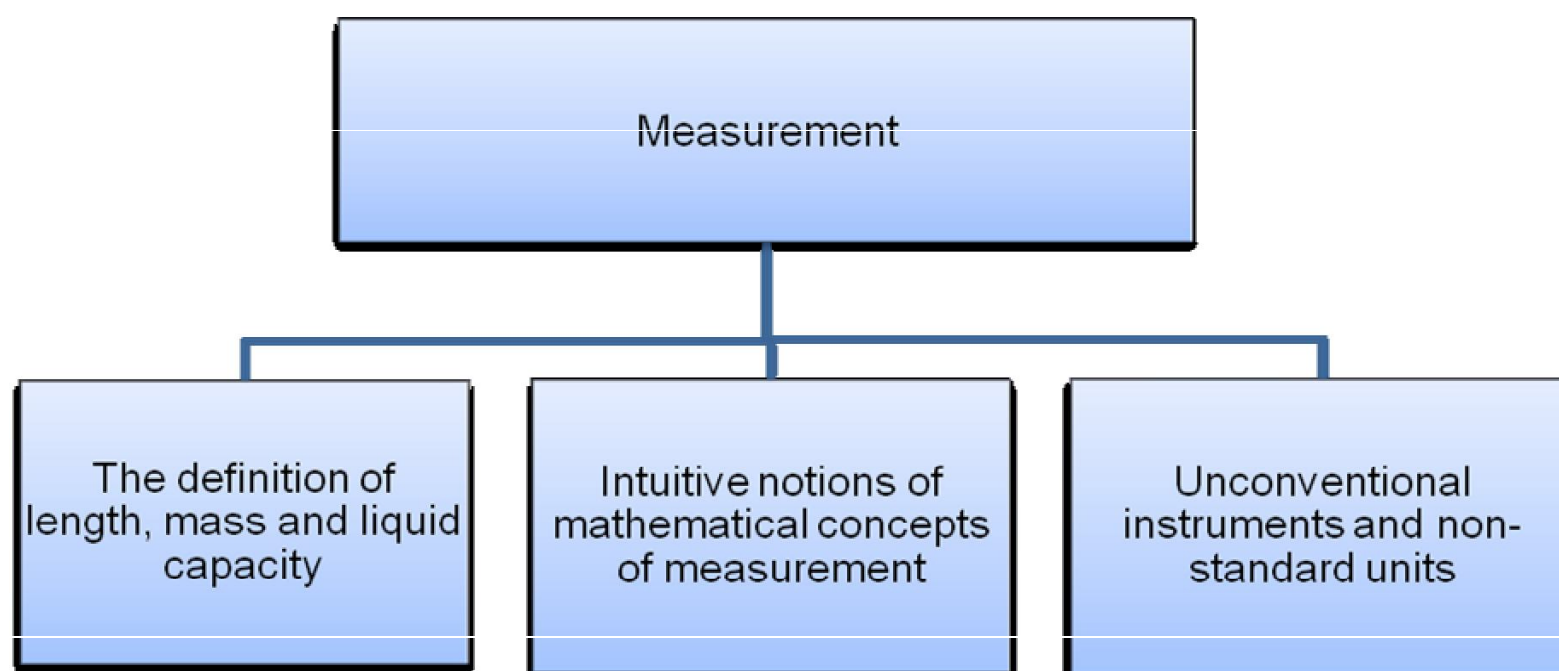 Measurement
The definition of
length, mass and liquid
capacity
Intuitive notions of
mathematical concepts
of measurement
Unconventional
instruments and non-
standard units